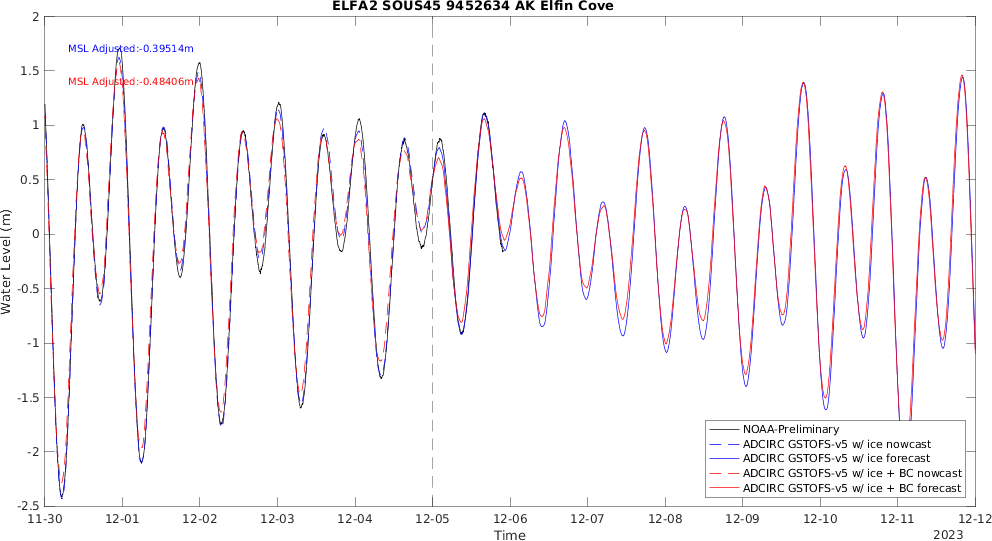 ELFA2 SOUS45 9452634 AK Elfin Cove
MSL Adjusted:-0.39514m
MSL Adjusted:-0.48406m
Water Level (m)
2
1.5
1
0.5
0
-0.5
-1
-1.5
-2
-2.5
NOAA-Preliminary
ADCIRC GSTOFS-v5 w/ ice nowcast
ADCIRC GSTOFS-v5 w/ ice forecast
ADCIRC GSTOFS-v5 w/ ice + BC nowcast
ADCIRC GSTOFS-v5 w/ ice + BC forecast
11-30 12-01 12-02 12-03 12-04 12-05 12-06 12-07 12-08 12-09 12-10 12-11 12-12
Time
2023